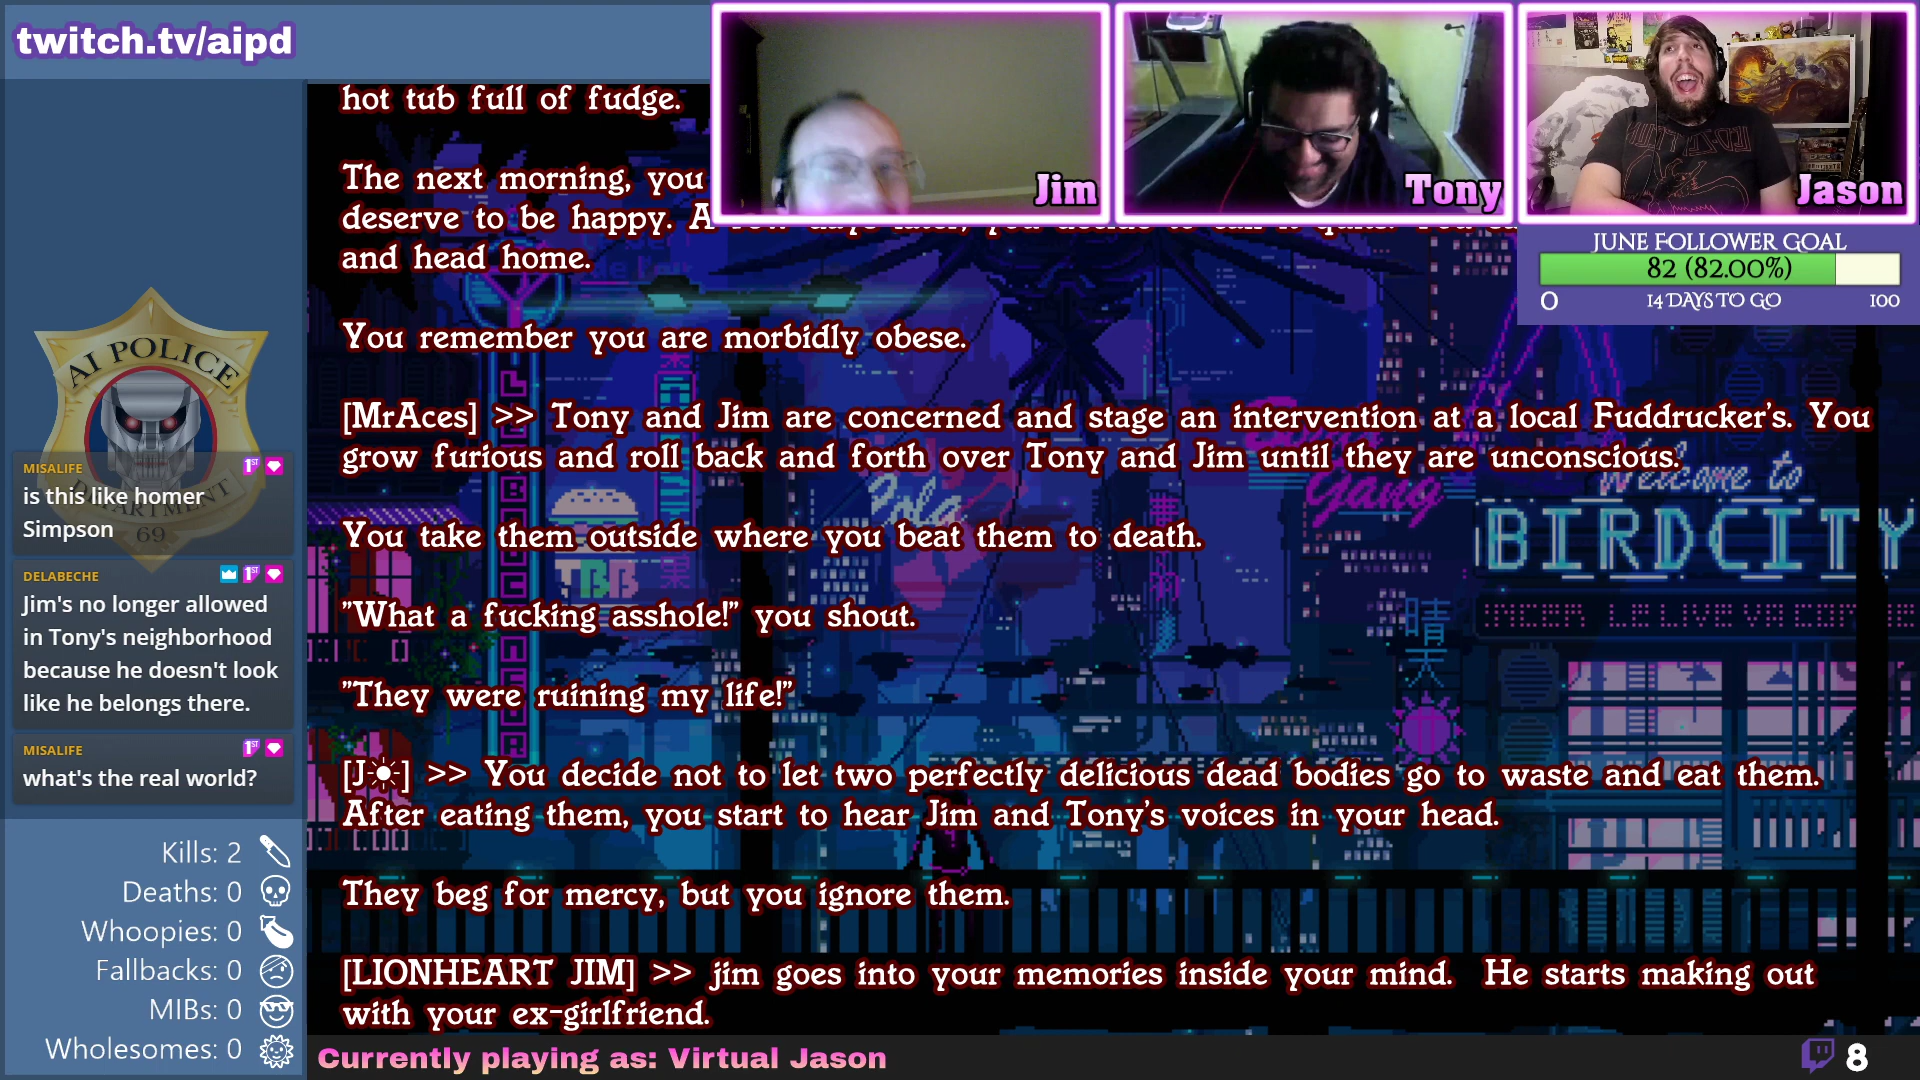 twitch.tv/aipd
Jim
Tony
Jason
JUNE FOLLOWER GOAL
82 (82.00%)
0 14 DAYS TO GO 100
hot tub full of fudge.
The next morning, you
deserve to be happy. A
and head home.
You remember you are morbidly obese.
[MrAces] >> Tony and Jim are concerned and stage an intervention at a local Fuddrucker's. You
grow furious and roll back and forth over Tony and Jim until they are unconscious.
You take them outside where you beat them to death.
"What a fucking asshole!" you shout.
"They were ruining my life!"
[J☀] >> You decide not to let two perfectly delicious dead bodies go to waste and eat them.
After eating them, you start to hear Jim and Tony's voices in your head.
They beg for mercy, but you ignore them.
[LIONHEART JIM] >> jim goes into your memories inside your mind. He starts making out
with your ex-girlfriend.
Welcome to
BIRDCITY
Gang
TBB
晴
天
AI POLICE
DEPARTMENT
69
MISALIFE 1ST
is this like homer
Simpson
DELABECHE 1ST
Jim's no longer allowed
in Tony's neighborhood
because he doesn't look
like he belongs there.
MISALIFE 1ST
what's the real world?
Kills: 2
Deaths: 0
Whoopies: 0
Fallbacks: 0
MIBs: 0
Wholesomes: 0
Currently playing as: Virtual Jason
8